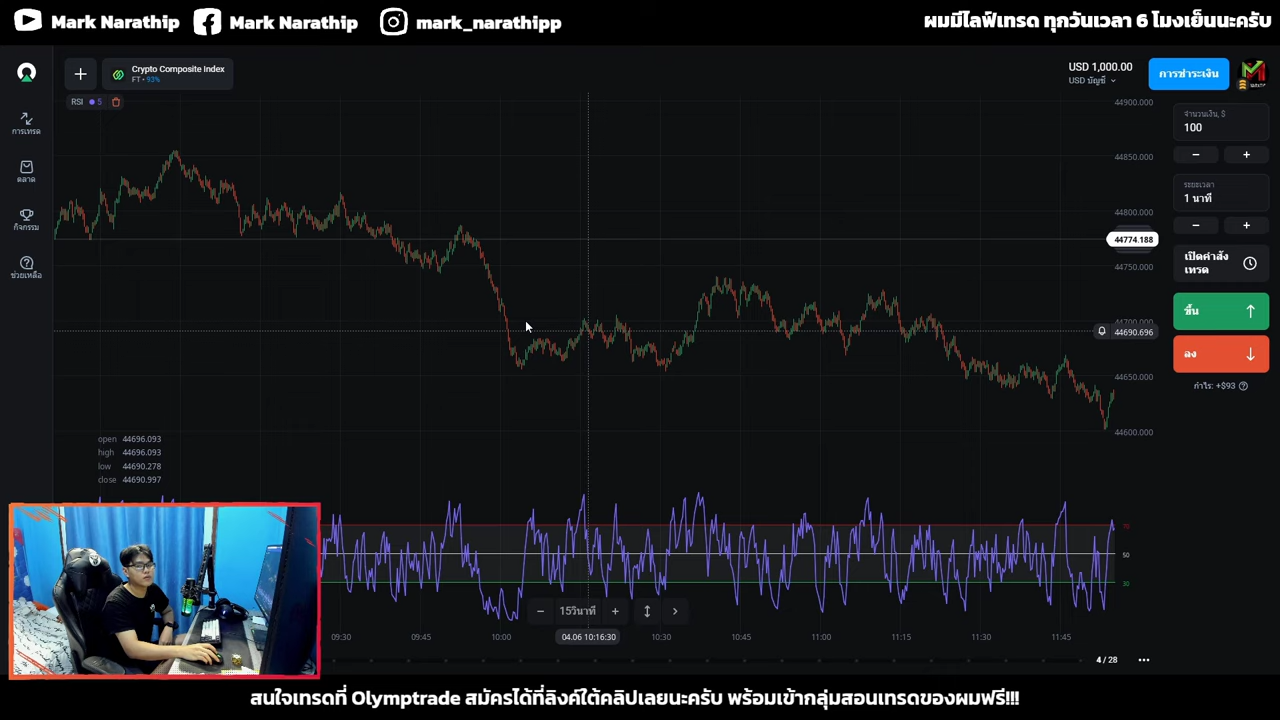 Mark Narathip
Mark Narathip
mark_narathipp
ผมมีไลฟ์เทรด ทุกวันเวลา 6 โมงเย็นนะครับ
Crypto Composite Index
FT • 93%
USD 1,000.00
USD บัญชี
การชำระเงิน
RSI
5
การเทรด
ตลาด
กิจกรรม
ช่วยเหลือ
จำนวนเงิน, $
100
ระยะเวลา
1 นาที
เปิดคำสั่ง
เทรด
ขึ้น
ลง
กำไร: +$93
44900.000
44850.000
44800.000
44774.188
44750.000
44700.000
44690.696
44650.000
44600.000
open 44696.093
high 44696.093
low 44690.278
close 44690.997
70
50
30
155นาที
09:30
09:45
10:00
04.06 10:16:30
10:30
10:45
11:00
11:15
11:30
11:45
4 / 28
สนใจเทรดที่ Olymptrade สมัครได้ที่ลิงค์ใต้คลิปเลยนะครับ พร้อมเข้ากลุ่มสอนเทรดของผมฟรี!!!